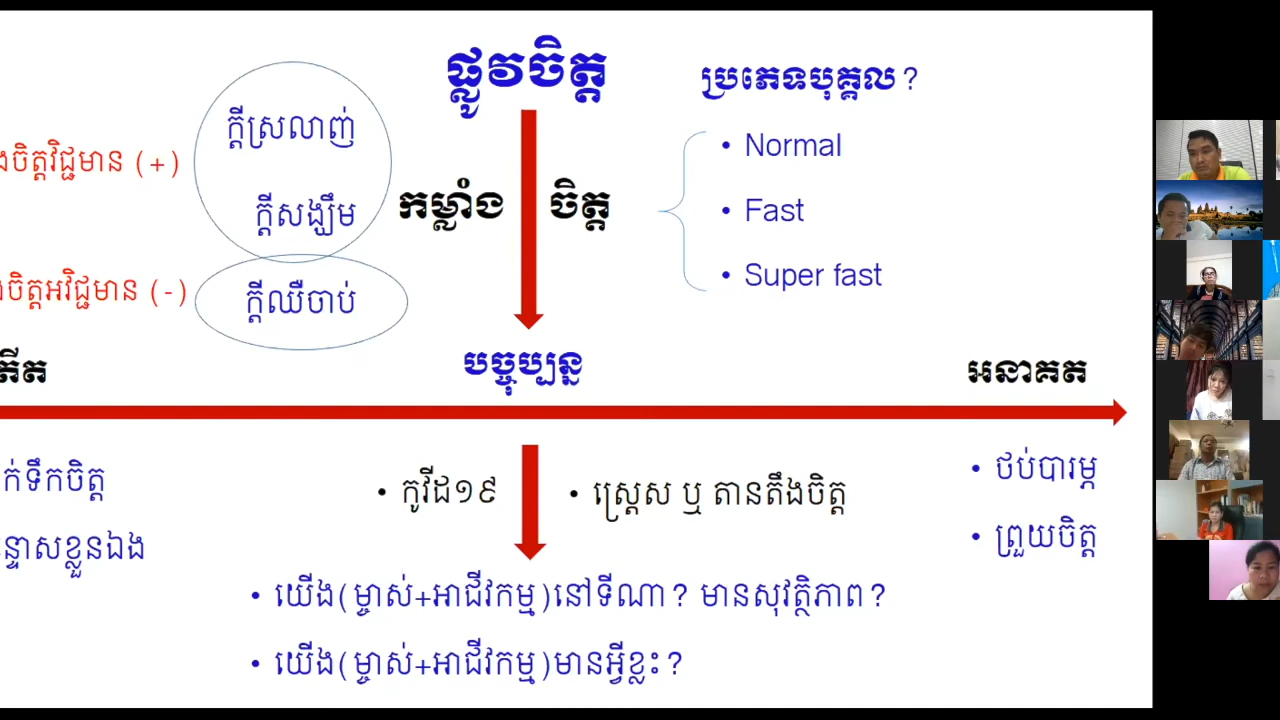 ផ្លូវចិត្ត
ប្រភេទបុគ្គល?
ក្តីស្រលាញ់
• Normal
ងចិត្តវិជ្ជមាន (+)
ក្តីសង្ឃឹម
កម្លាំង ចិត្ត
• Fast
ងចិត្តអវិជ្ជមាន (-)
ក្តីឈឺចាប់
• Super fast
តីត
បច្ចុប្បន្ន
អនាគត
ក់ទឹកចិត្ត
• កូវីដ១៩
• ស្ត្រេស ឬ តានតឹងចិត្ត
• ថប់បារម្ភ
ន្ទោសខ្លួនឯង
• ព្រួយចិត្ត
• យើង(ម្ចាស់+អាជីវកម្ម)នៅទីណា? មានសុវត្ថិភាព?
• យើង(ម្ចាស់+អាជីវកម្ម)មានអ្វីខ្លះ?